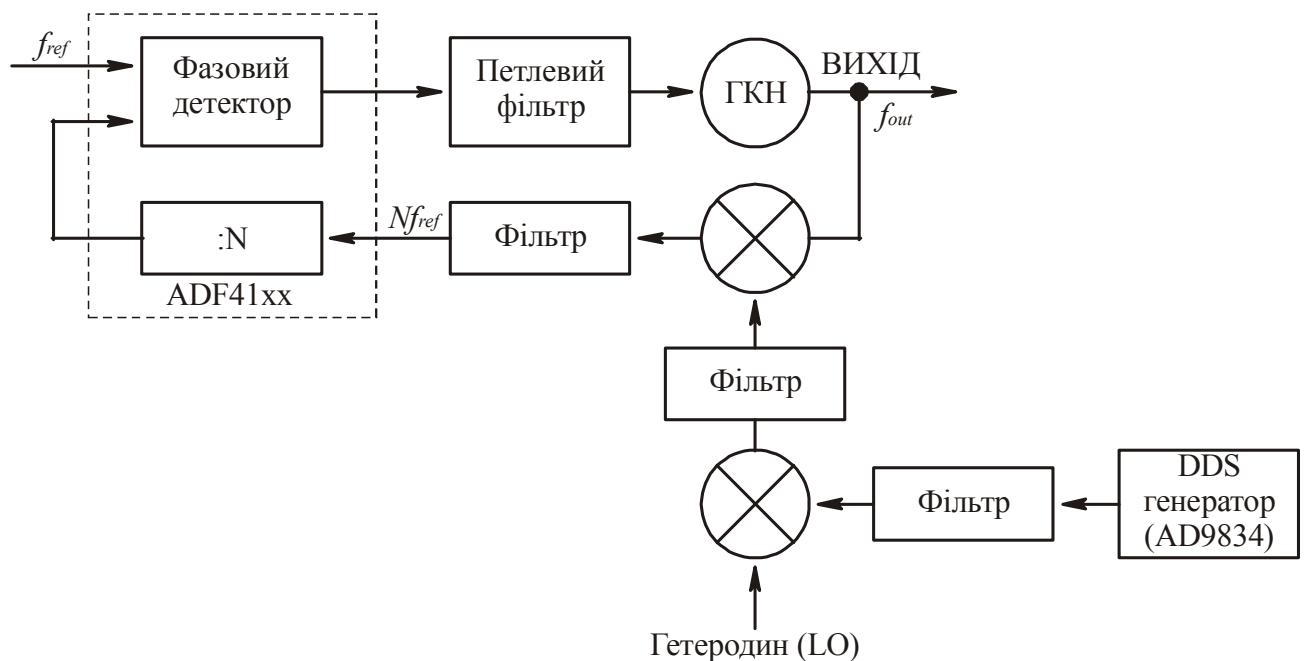 fref
Фазовий
детектор
Петлевий
фільтр
ГКН
ВИХІД
fout
:N
ADF41xx
Nfref
Фільтр
Фільтр
Фільтр
DDS
генератор
(AD9834)
Гетеродин (LO)